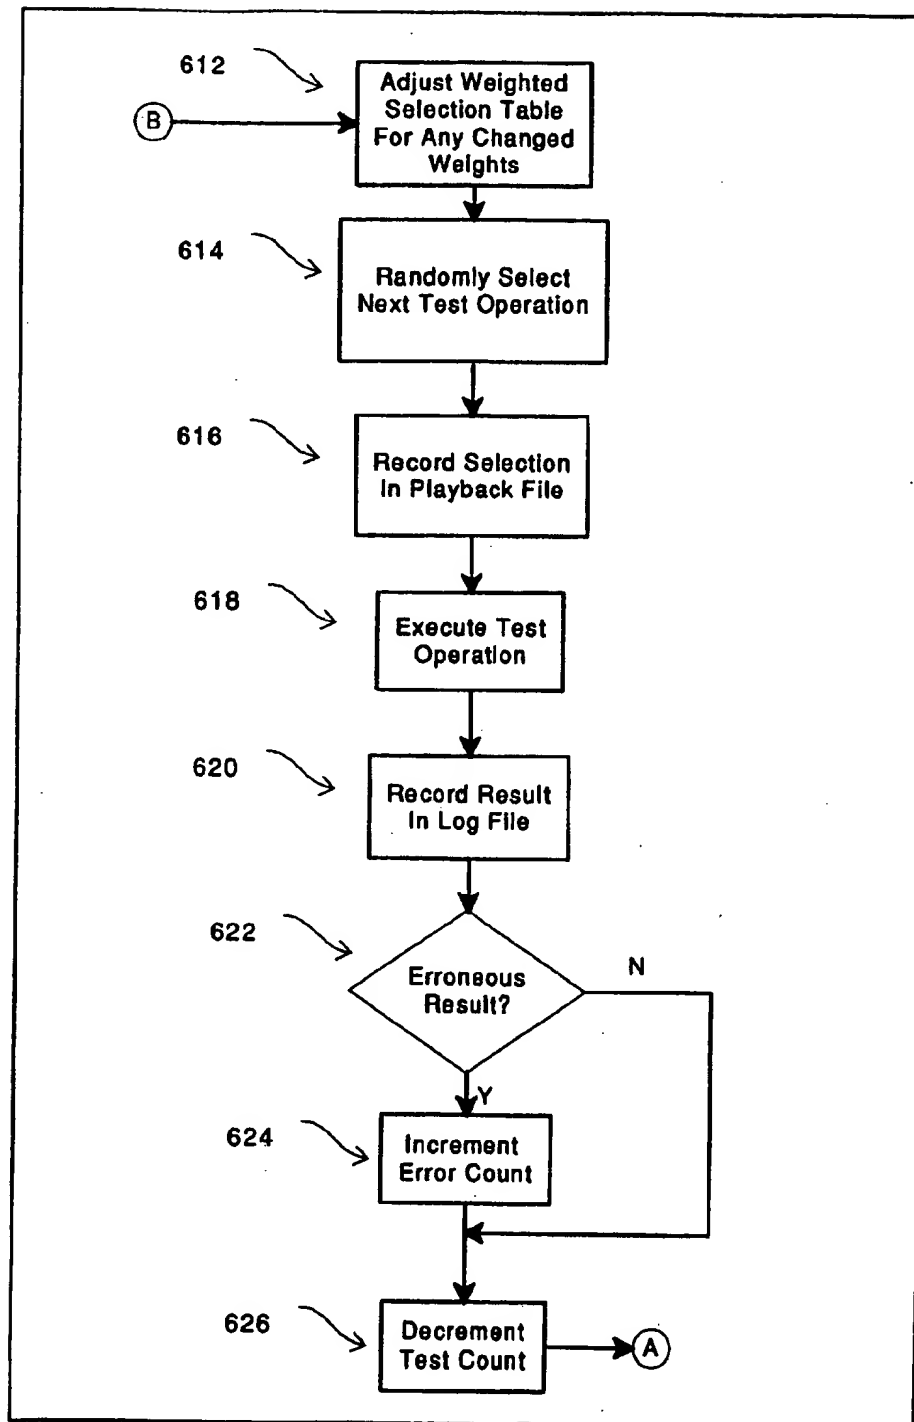 612
Adjust Weighted
Selection Table
For Any Changed
Weights
B
614
Randomly Select
Next Test Operation
616
Record Selection
In Playback File
618
Execute Test
Operation
620
Record Result
In Log File
622
Erroneous
Result?
N
Y
624
Increment
Error Count
626
Decrement
Test Count
A